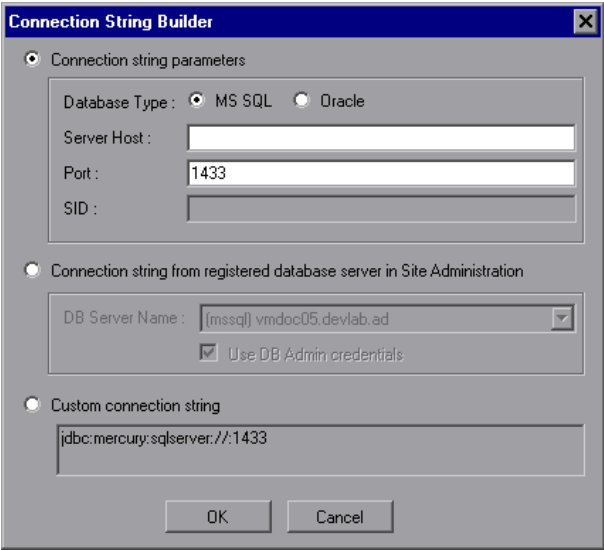 Connection String Builder
Connection string parameters
Database Type : MS SQL Oracle
Server Host :
Port : 1433
SID :
Connection string from registered database server in Site Administration
DB Server Name : (mssql) vmdoc05.devlab.ad
Use DB Admin credentials
Custom connection string
jdbc:mercury:sqlserver://:1433
OK Cancel